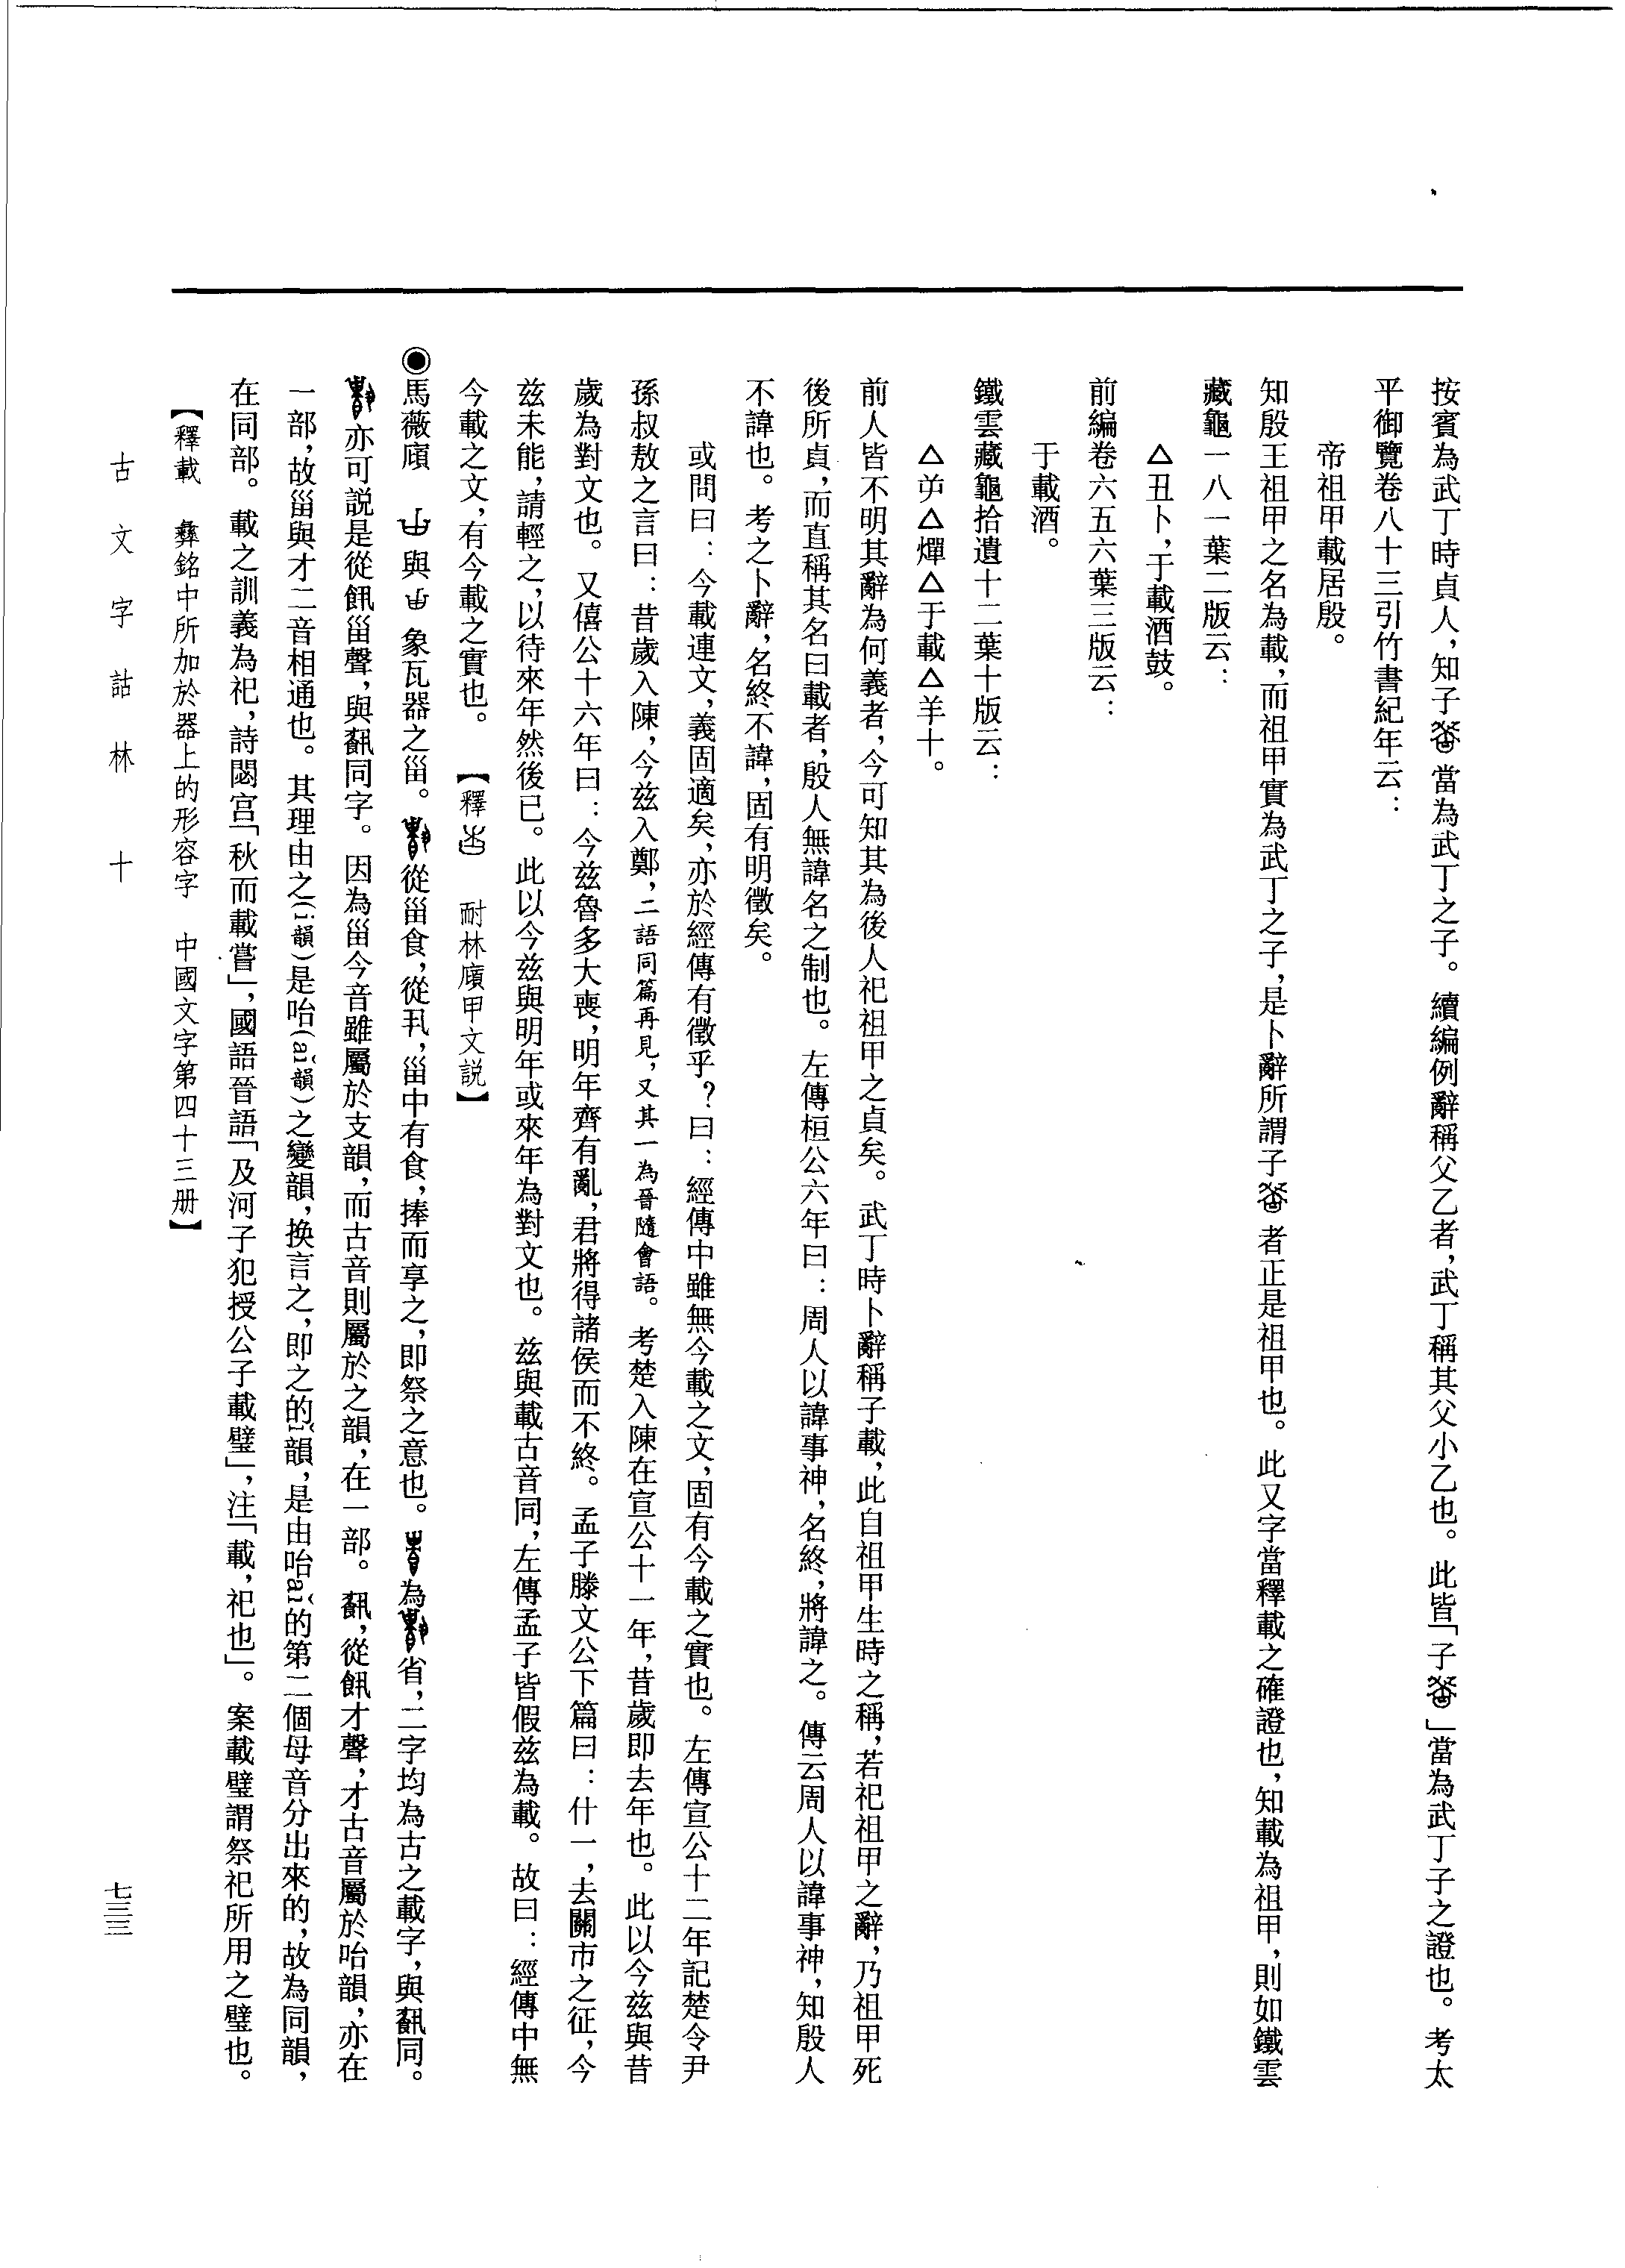 按賓為武丁時貞人，知子當為武丁之子。續編例辭稱父乙者，武丁稱其父小乙也。此皆「子」當為武丁子之證也。考太
平御覽卷八十三引竹書紀年云：
帝祖甲載居殷。
知殷王祖甲之名為載，而祖甲實為武丁之子，是卜辭所謂子者正是祖甲也。此又字當釋載之確證也，知載為祖甲，則如鐵雲
藏龜一八一葉二版云：
△丑卜，于載酒鼓。
前編卷六五六葉三版云：
于載酒。
鐵雲藏龜拾遺十二葉十版云：
△△燀△于載△羊十。
前人皆不明其辭為何義者，今可知其為後人祀祖甲之貞矣。武丁時卜辭稱子載，此自祖甲生時之稱，若祀祖甲之辭，乃祖甲死
後所貞，而直稱其名曰載者，殷人無諱名之制也。左傳桓公六年曰：周人以諱事神，名終，將諱之。傳云周人以諱事神，知殷人
不諱也。考之卜辭，名終不諱，固有明徵矣。
或問曰：今載連文，義固適矣，亦於經傳有徵乎？曰：經傳中雖無今載之文，固有今載之實也。左傳宣公十二年記楚令尹
孫叔敖之言曰：昔歲入陳，今兹入鄭，二語同篇再見，又其一為晉隨會語。考楚入陳在宣公十一年，昔歲即去年也。此以今兹與昔
歲為對文也。又僖公十六年曰：今兹魯多大喪，明年齊有亂，君將得諸侯而不終。孟子滕文公下篇曰：什一，去關市之征，今
兹未能，請輕之，以待來年然後已。此以今兹與明年或來年為對文也。兹與載古音同，左傳孟子皆假兹為載。故曰：經傳中無
今載之文，有今載之實也。【釋　耐林廎甲文説】
◉馬薇廎　與象瓦器之甾。從甾食，從丮，甾中有食，捧而享之，即祭之意也。為省，二字均為古之載字，與䬹同。
亦可説是從飢甾聲，與䬹同字。因為甾今音雖屬於支韻，而古音則屬於之韻，在一部。䬹，從才聲，才古音屬於咍韻，亦在
一部，故甾與才二音相通也。其理由之(ǐ韻)是咍(aǐ韻)之變韻，换言之，即之的ǐ韻，是由咍aǐ的第二個母音分出來的，故為同韻，
在同部。載之訓義為祀，詩閟宫「秋而載嘗」，國語晉語「及河子犯授公子載璧」，注「載，祀也」。案載璧謂祭祀所用之璧也。
【釋載　彝銘中所加於器上的形容字　中國文字第四十三册】
古文字詁林　十
七三三